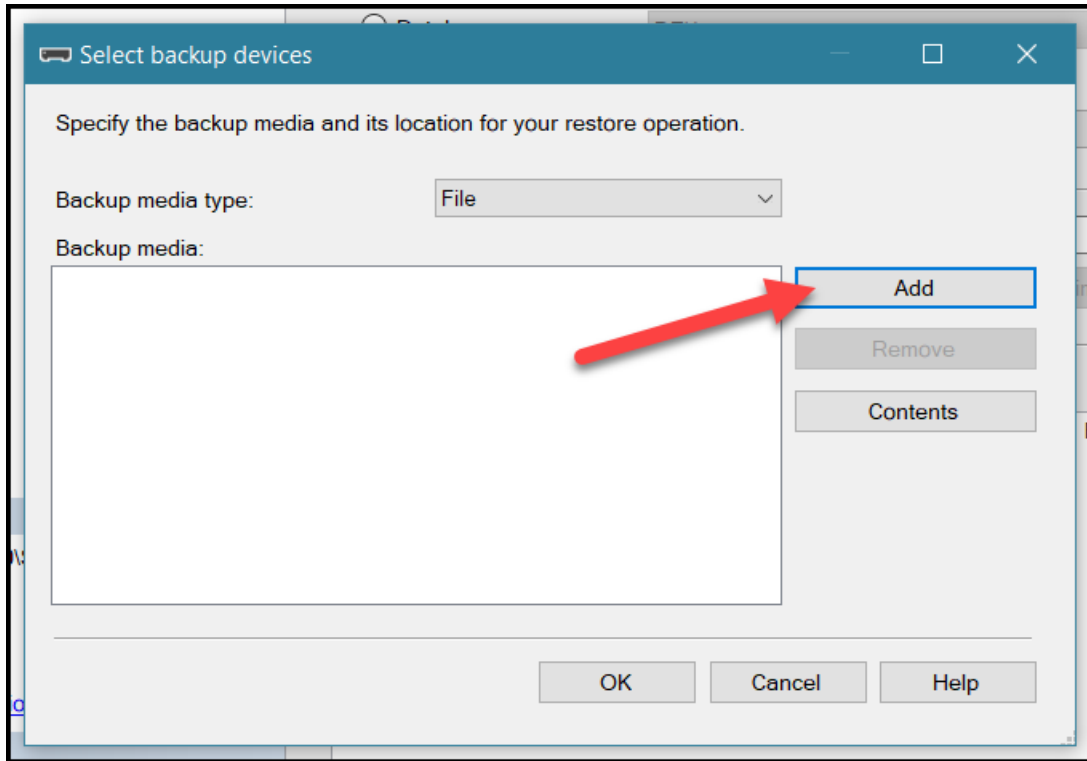 Select backup devices
Specify the backup media and its location for your restore operation.
Backup media type:
File
Backup media:
Add
Remove
Contents
OK
Cancel
Help